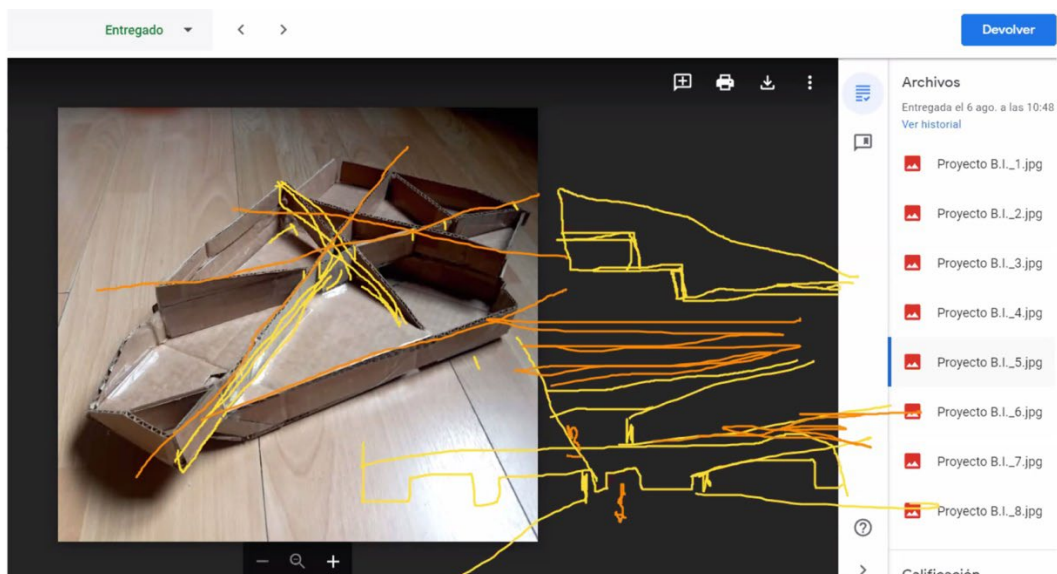 Entregado
Devolver
Archivos
Entregada el 6 ago. a las 10:48
Ver historial
Proyecto B.I._1.jpg
Proyecto B.I._2.jpg
Proyecto B.I._3.jpg
Proyecto B.I._4.jpg
Proyecto B.I._5.jpg
Proyecto B.I._6.jpg
Proyecto B.I._7.jpg
Proyecto B.I._8.jpg
Calificación